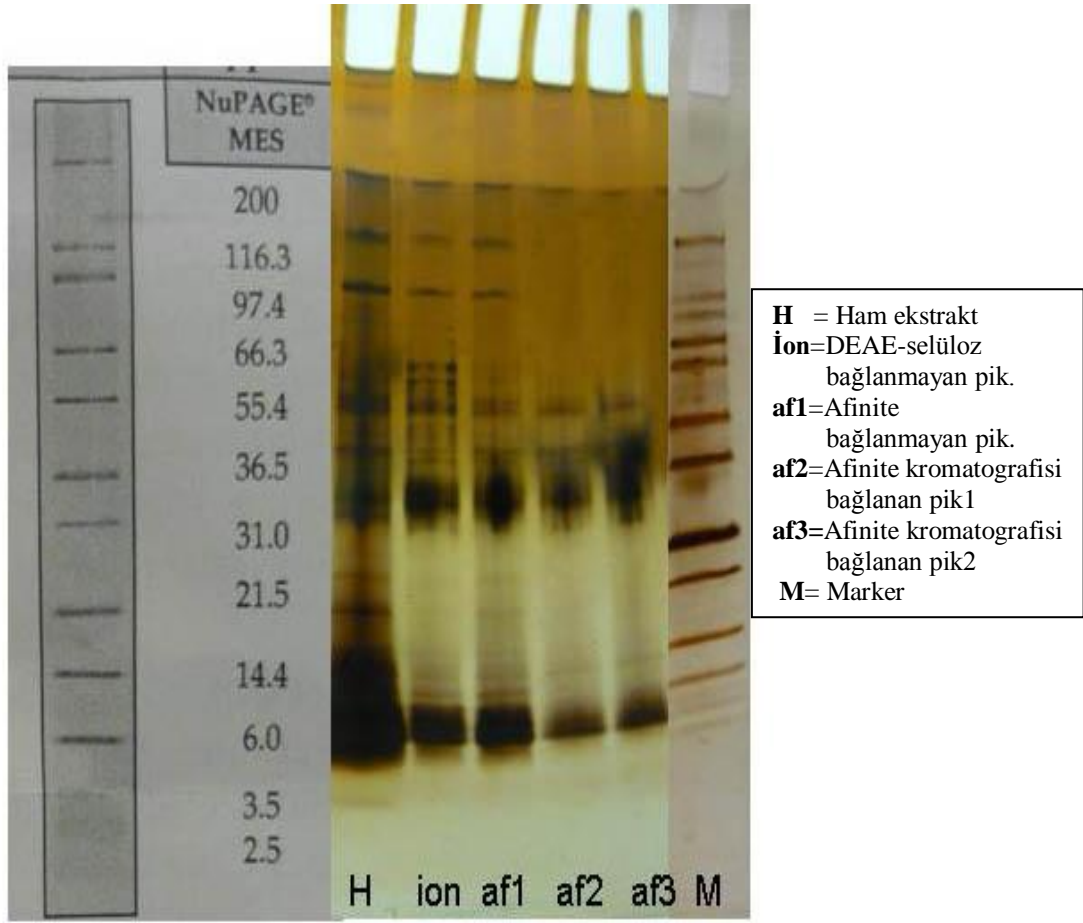 NuPAGE®
MES
200
116.3
97.4
66.3
55.4
36.5
31.0
21.5
14.4
6.0
3.5
2.5
H ion af1 af2 af3 M
H = Ham ekstrakt
İon=DEAE-selüloz
bağlanmayan pik.
af1=Afinite
bağlanmayan pik.
af2=Afinite kromatografisi
bağlanan pik1
af3=Afinite kromatografisi
bağlanan pik2
M= Marker